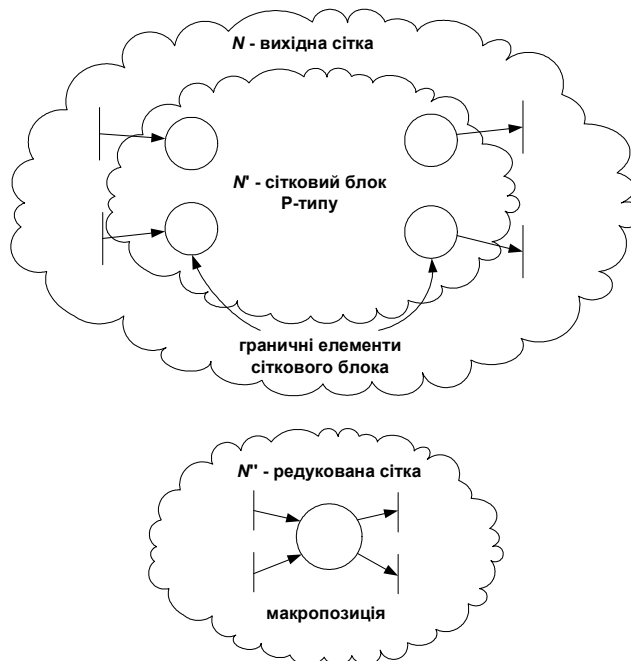 N - вихідна сітка
N' - сітковий блок
Р-типу
граничні елементи
сіткового блока
N'' - редукована сітка
макропозиція